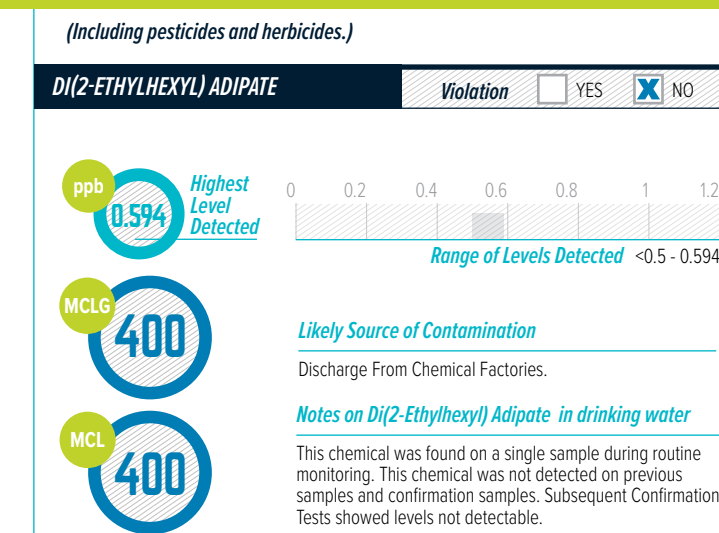 (Including pesticides and herbicides.)
DI(2-ETHYLHEXYL) ADIPATE
Violation YES X NO
ppb
0.594
Highest
Level
Detected
0 0.2 0.4 0.6 0.8 1 1.2
Range of Levels Detected <0.5 - 0.594
MCLG
400
Likely Source of Contamination
Discharge From Chemical Factories.
MCL
400
Notes on Di(2-Ethylhexyl) Adipate in drinking water
This chemical was found on a single sample during routine
monitoring. This chemical was not detected on previous
samples and confirmation samples. Subsequent Confirmation
Tests showed levels not detectable.